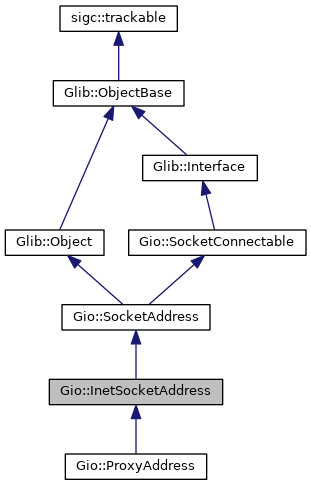 sigc::trackable
Glib::ObjectBase
Glib::Interface
Glib::Object
Gio::SocketConnectable
Gio::SocketAddress
Gio::InetSocketAddress
Gio::ProxyAddress